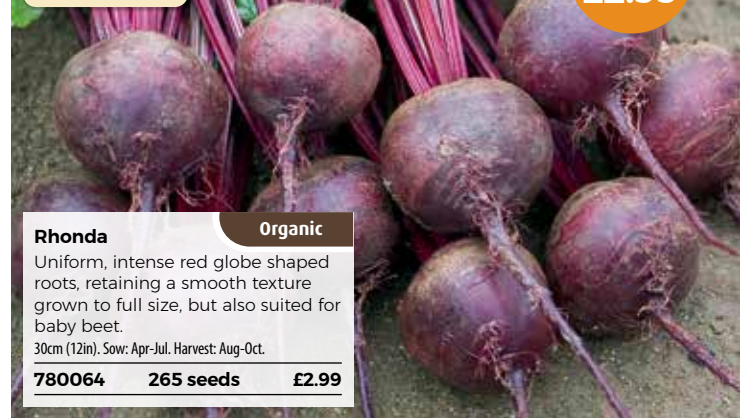 Organic
Rhonda
Uniform, intense red globe shaped
roots, retaining a smooth texture
grown to full size, but also suited for
baby beet.
30cm (12in). Sow: Apr-Jul. Harvest: Aug-Oct.
780064 265 seeds £2.99